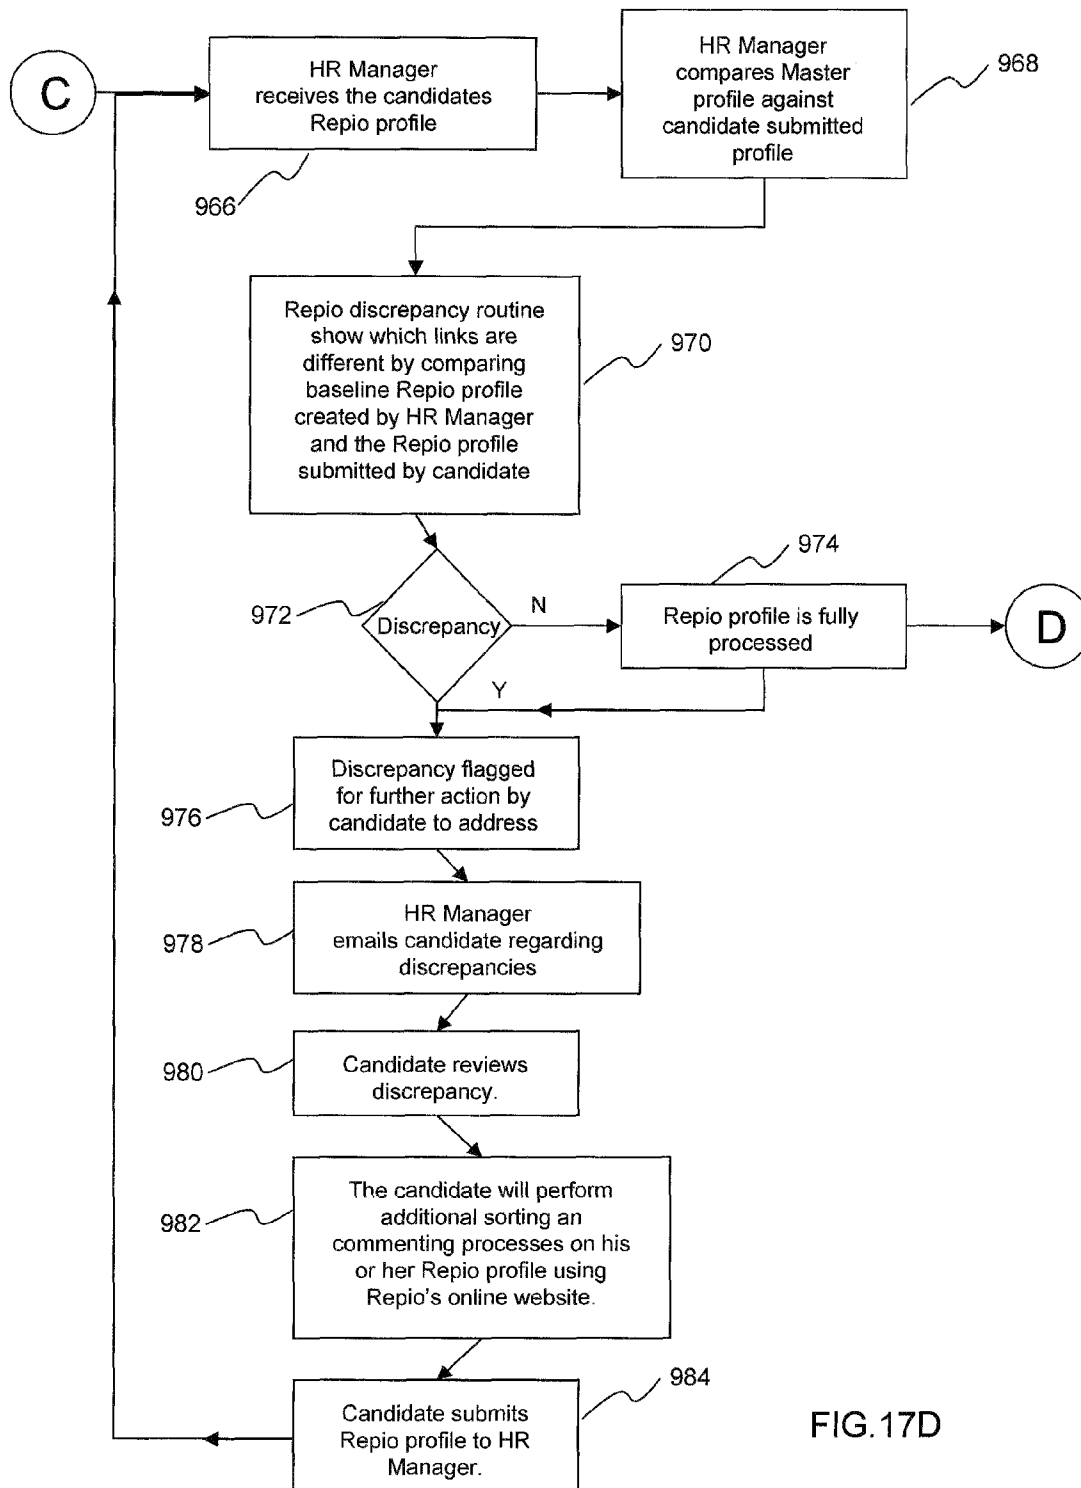 C
HR Manager
receives the candidates
Repio profile
966
HR Manager
compares Master
profile against
candidate submitted
profile
968
Repio discrepancy routine
show which links are
different by comparing
baseline Repio profile
created by HR Manager
and the Repio profile
submitted by candidate
970
972
Discrepancy
N
Y
974
Repio profile is fully
processed
D
Discrepancy flagged
for further action by
candidate to address
976
HR Manager
emails candidate regarding
discrepancies
978
Candidate reviews
discrepancy.
980
The candidate will perform
additional sorting an
commenting processes on his
or her Repio profile using
Repio's online website.
982
Candidate submits
Repio profile to HR
Manager.
984
FIG.17D